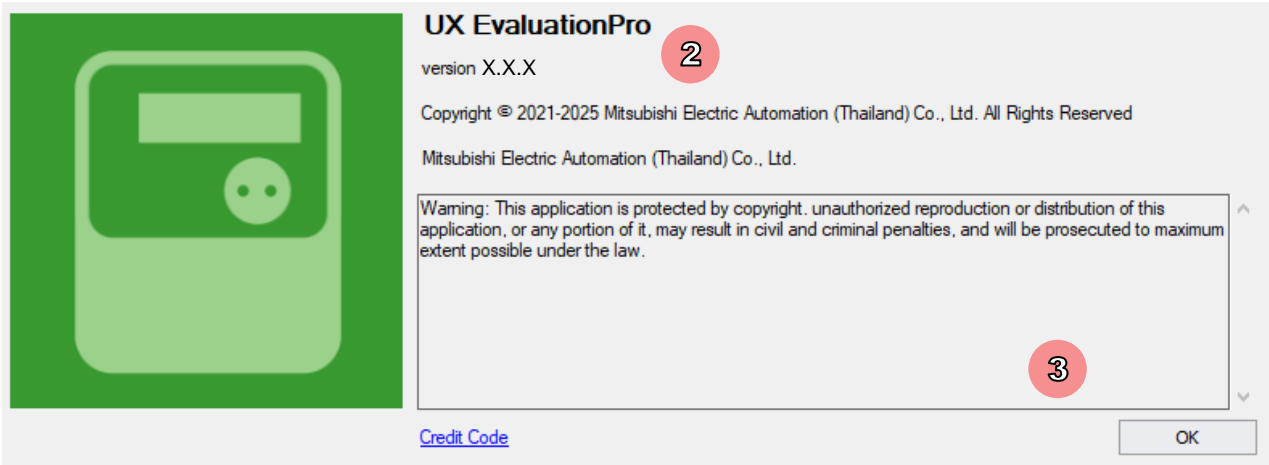 UX EvaluationPro
2
version X.X.X
Copyright © 2021-2025 Mitsubishi Electric Automation (Thailand) Co., Ltd. All Rights Reserved
Mitsubishi Electric Automation (Thailand) Co., Ltd.
Warning: This application is protected by copyright. unauthorized reproduction or distribution of this
application, or any portion of it, may result in civil and criminal penalties, and will be prosecuted to maximum
extent possible under the law.
3
Credit Code
OK